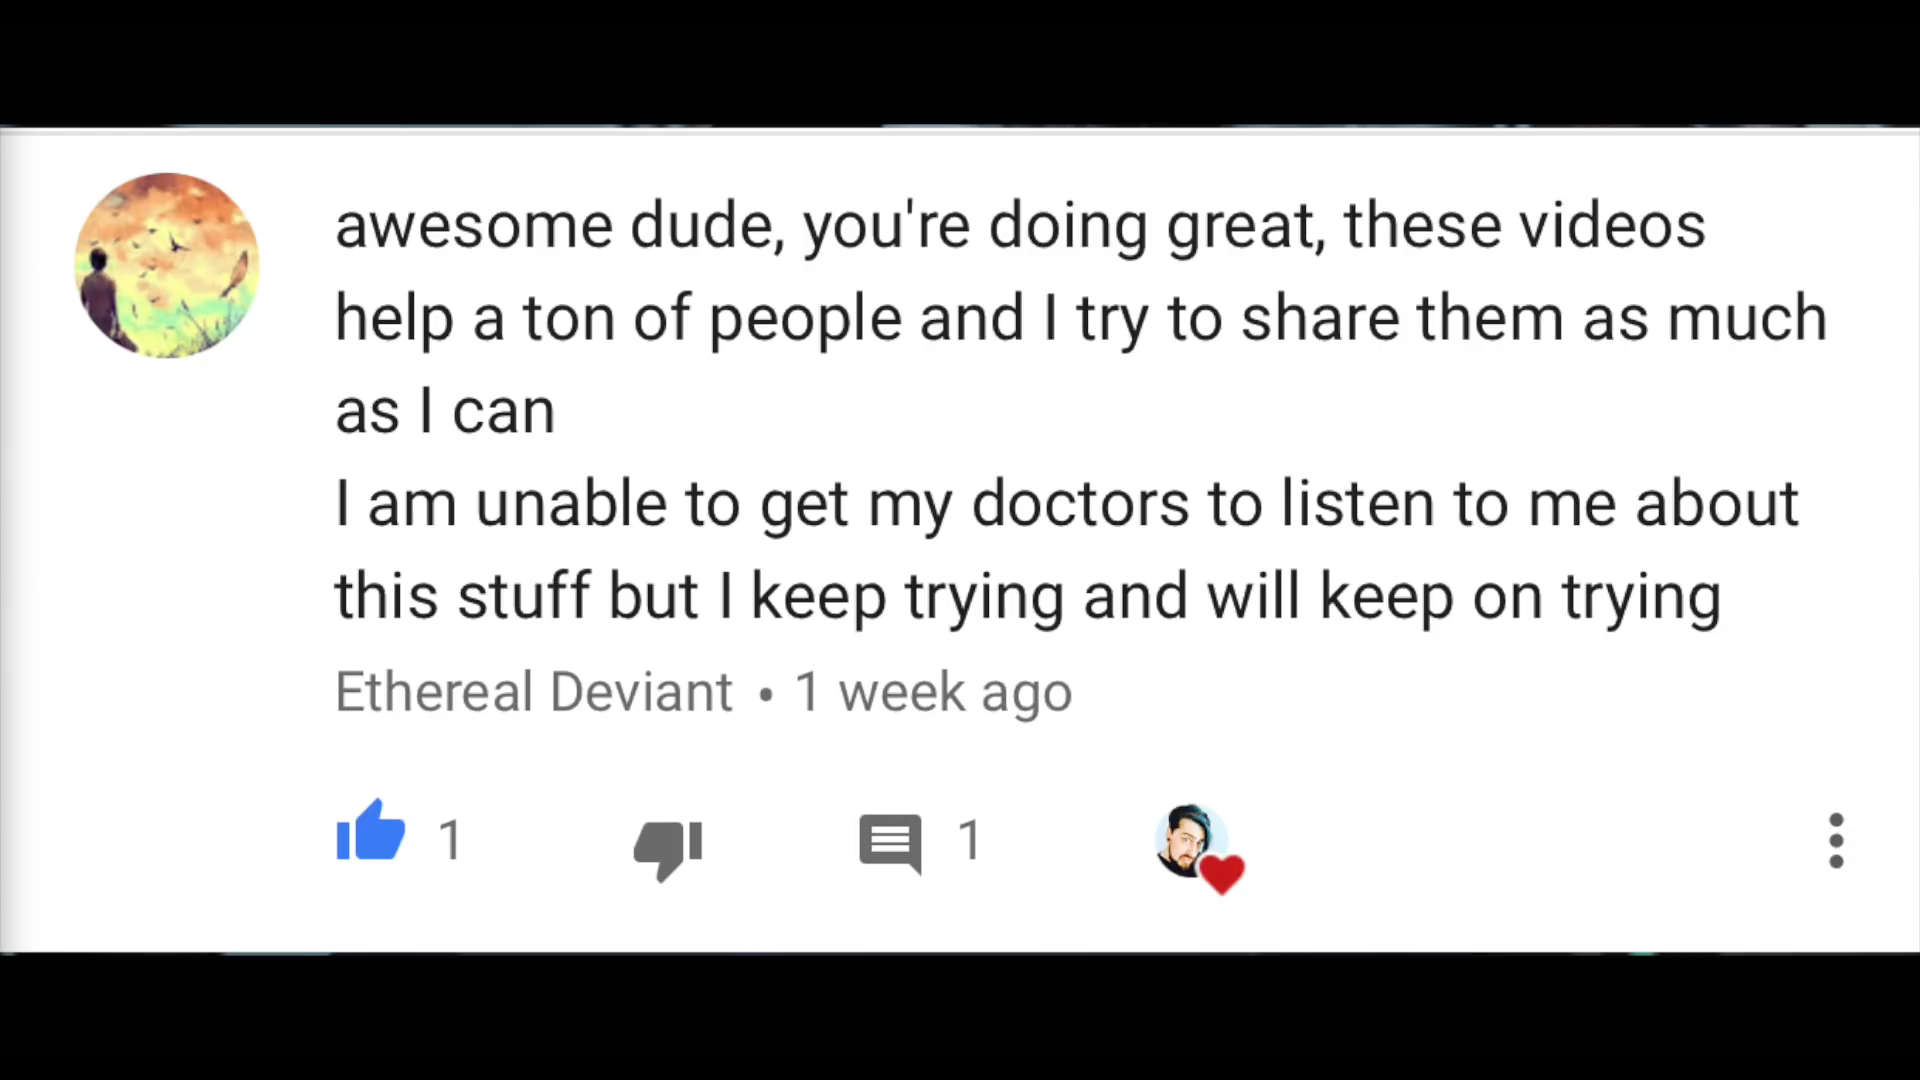 awesome dude, you're doing great, these videos
help a ton of people and I try to share them as much
as I can
I am unable to get my doctors to listen to me about
this stuff but I keep trying and will keep on trying
Ethereal Deviant • 1 week ago
1 1